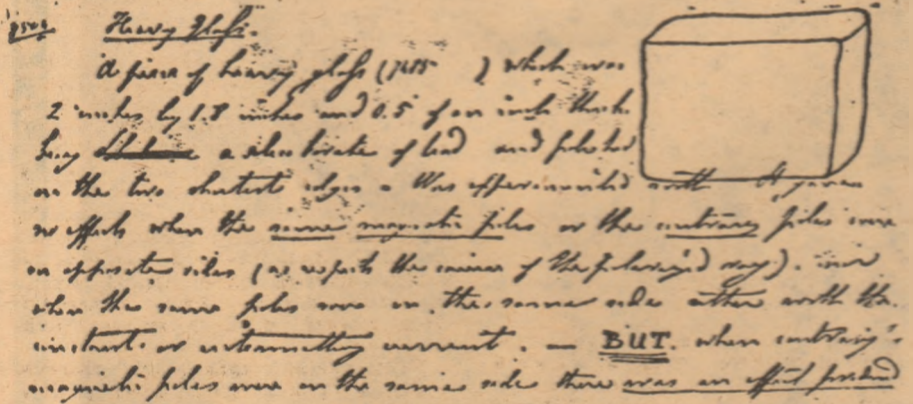 7504 Heavy Glass.
A piece of heavy glass (7485 ) which was
2 inches by 1.8 inches and 0.5 of an inch thick
being a silico borate of lead and polished
on the two shortest edges was experimented with It gave
no effects when the same magnetic poles or the contrary poles were
on opposite sides (as respects the course of the polarized ray). nor
when the same poles were on the same side either with the
constant or intermitting current. — BUT. when contrary
magnetic poles were on the same side there was an effect produced